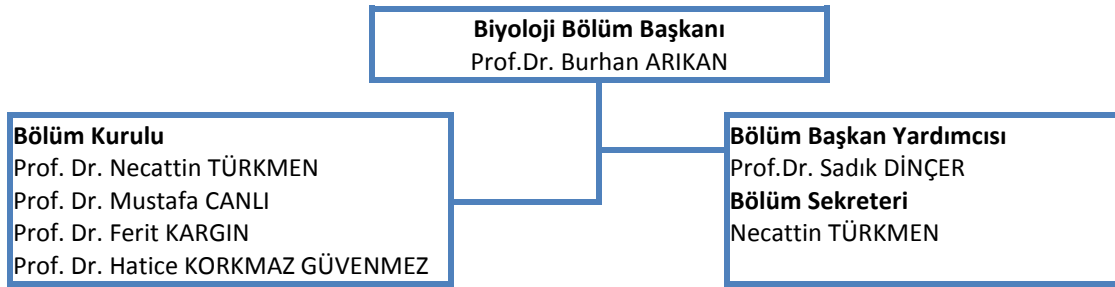 Biyoloji Bölüm Başkanı
Prof.Dr. Burhan ARIKAN
Bölüm Kurulu
Prof. Dr. Necattin TÜRKMEN
Prof. Dr. Mustafa CANLI
Prof. Dr. Ferit KARGIN
Prof. Dr. Hatice KORKMAZ GÜVENMEZ
Bölüm Başkan Yardımcısı
Prof.Dr. Sadık DİNÇER
Bölüm Sekreteri
Necattin TÜRKMEN